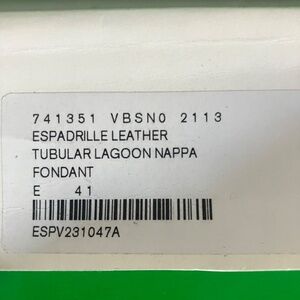 741351 VBSN0 2113
ESPADRILLE LEATHER
TUBULAR LAGOON NAPPA
FONDANT
E 41
ESPV231047A